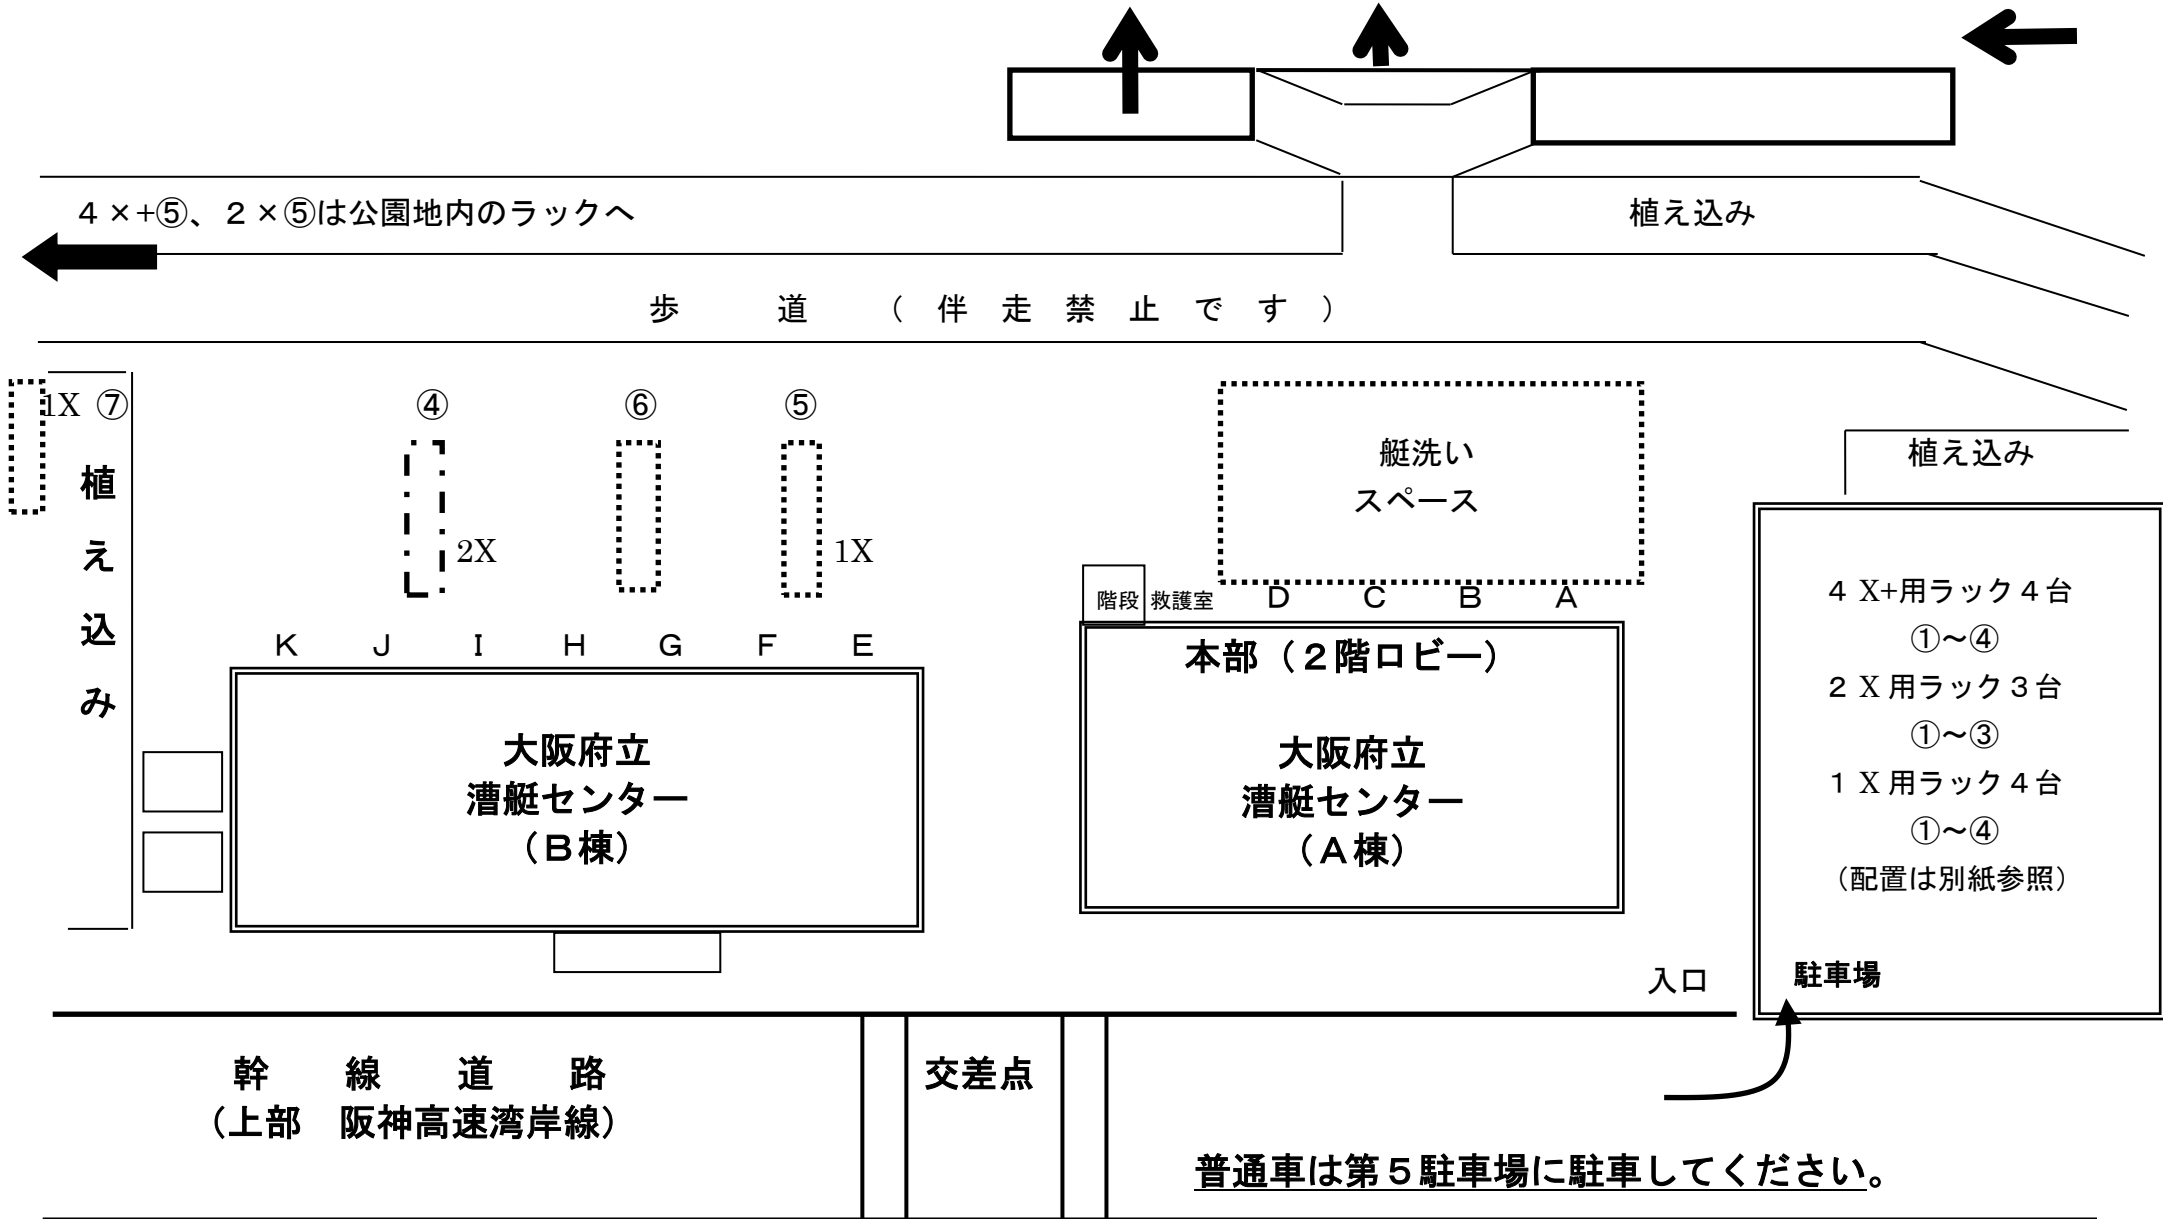 ４×+⑤、２×⑤は公園地内のラックへ
植え込み
歩　道　（伴走禁止です）
1X ⑦
④
⑥
⑤
2X
1X
植え込み
艇洗い
スペース
植え込み
階段
救護室
D C B A
K J I H G F E
本部（２階ロビー）
大阪府立
漕艇センター
（Ｂ棟）
大阪府立
漕艇センター
（Ａ棟）
４ X+用ラック４台
①～④
２ X 用ラック３台
①～③
１ X 用ラック４台
①～④
（配置は別紙参照）
駐車場
入口
幹　線　道　路
（上部　阪神高速湾岸線）
交差点
普通車は第５駐車場に駐車してください。